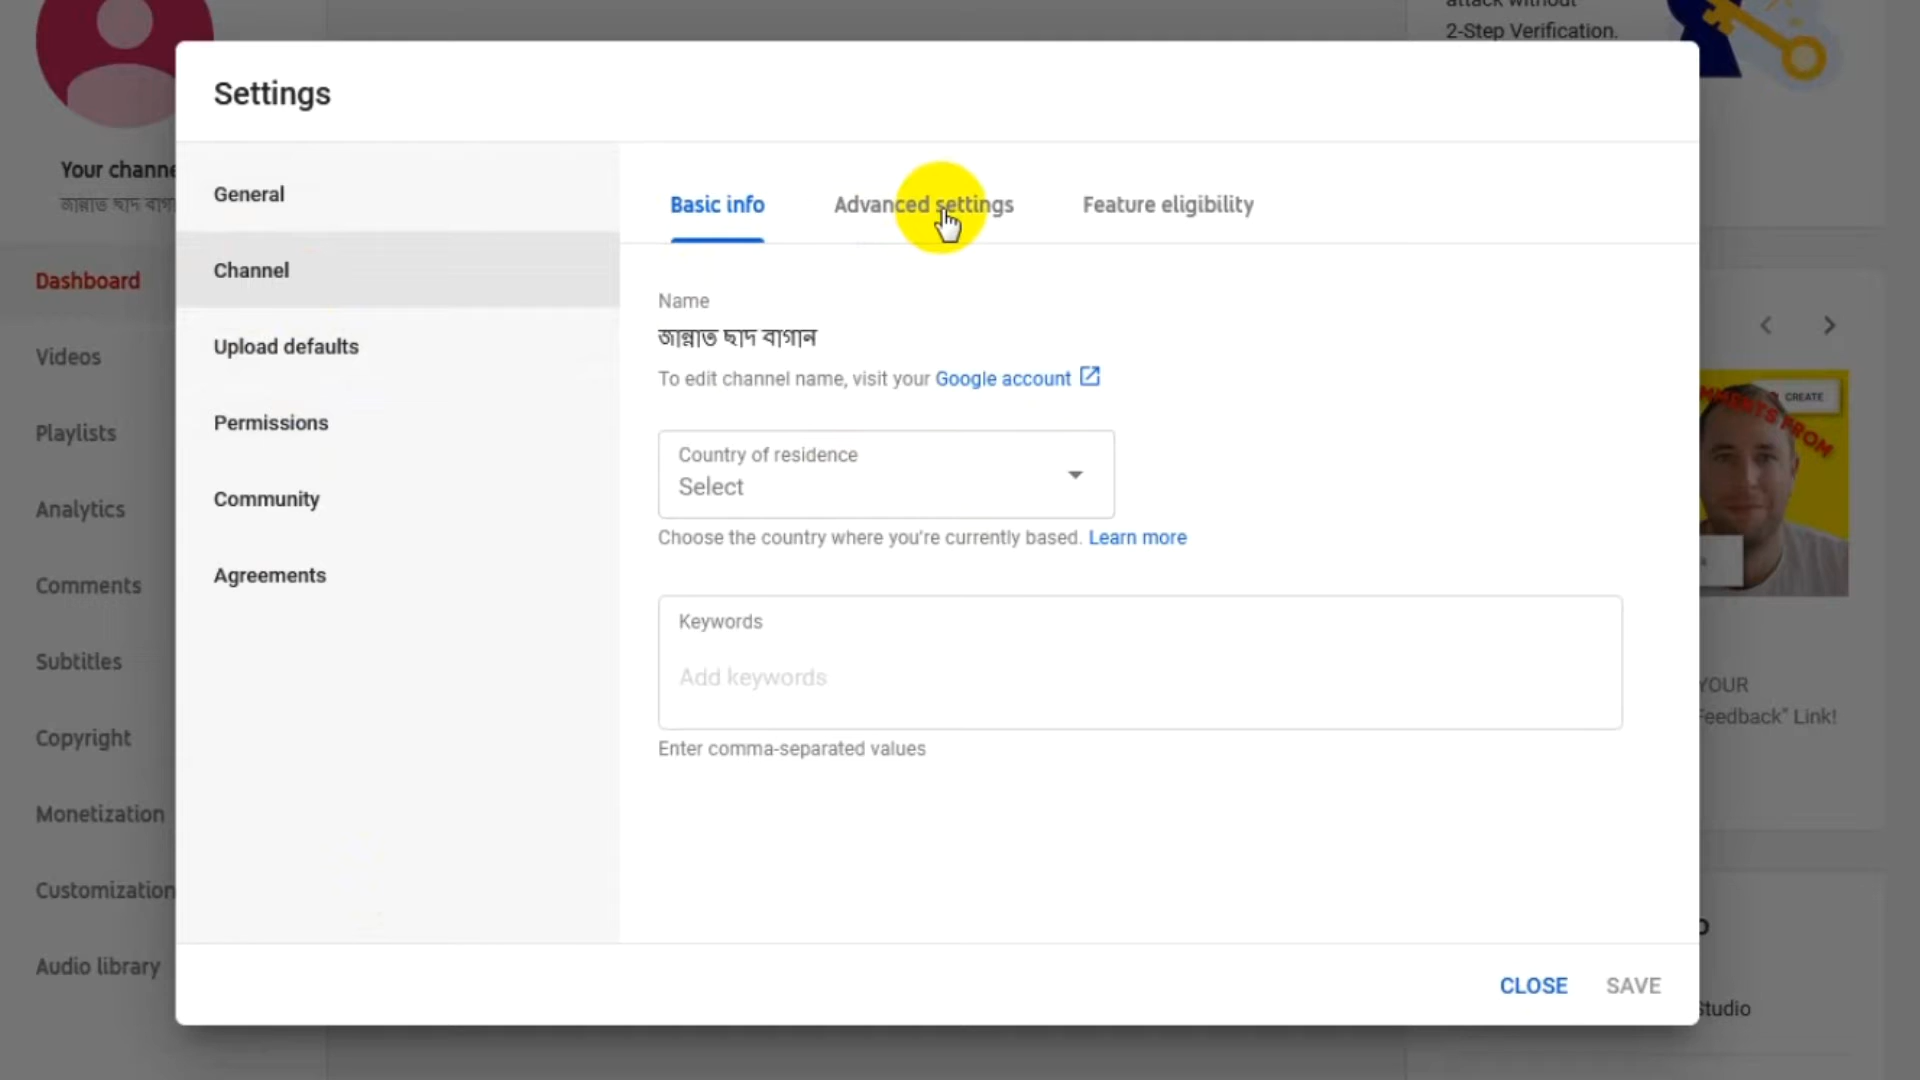 attack without
2-Step Verification.
Settings
Your channe
জান্নাত ছাদ বাগা
General
Basic info
Advanced settings
Feature eligibility
Channel
Dashboard
Name
জান্নাত ছাদ বাগান
Upload defaults
Videos
To edit channel name, visit your Google account
CREATE
MMENTS FROM
Permissions
Playlists
Country of residence
Select
Community
Analytics
Choose the country where you're currently based. Learn more
Agreements
Comments
Keywords
Add keywords
Subtitles
YOUR
Feedback" Link!
Copyright
Enter comma-separated values
Monetization
Customization
Audio library
CLOSE
SAVE
Studio